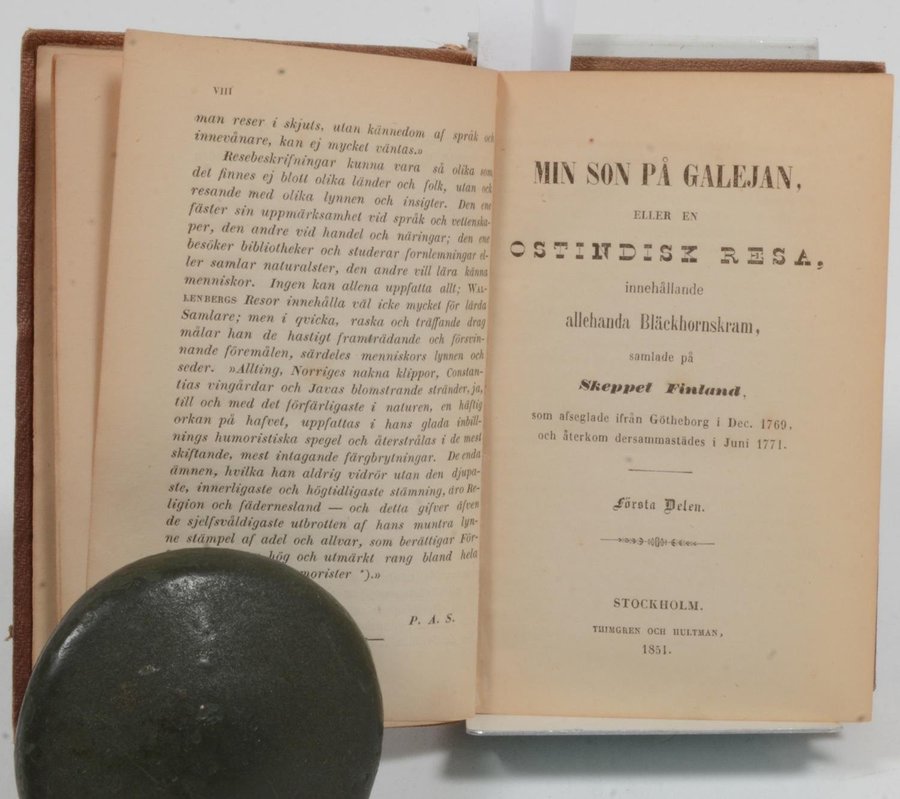 VIII
man reser i skjuts, utan kännedom af språk och
innevånare, kan ej mycket väntas.»
Resebeskrifningar kunna vara så olika som
det finnes ej blott olika länder och folk, utan ock
resande med olika lynnen och insigter. Den ene
fäster sin uppmärksamhet vid språk och vettenska-
per, den andre vid handel och näringar; den ene
besöker bibliotheker och studerar fornlemningar el-
ler samlar naturalster, den andre vill lära känna
menniskor. Ingen kan allena uppfatta allt; WAL-
LENBERGS Resor innehålla väl icke mycket för lärda
Samlare; men i qvicka, raska och träffande drag
målar han de hastigt framträdande och försvin-
nande föremålen, särdeles menniskors lynnen och
seder. »Allting, Norriges nakna klippor, Constan-
tias vingårdar och Javas blomstrande stränder, ja,
till och med det förfärligaste i naturen, en häftig
orkan på hafvet, uppfattas i hans glada inbill-
nings humoristiska spegel och återstrålas i de mest
skiftande, mest intagande färgbrytningar. De enda
ämnen, hvilka han aldrig vidrör utan den djupa-
ste, innerligaste och högtidligaste stämning, äro Re-
ligion och fädernesland — och detta gifver äfven
de sjelfsvåldigaste utbrotten af hans muntra lyn-
ne stämpel af adel och allvar, som berättigar För-
hög och utmärkt rang bland hela
morister *).»
P. A. S.
MIN SON PÅ GALEJAN,
ELLER EN
OSTINDISK RESA,
innehållande
allehanda Bläckhornskram,
samlade på
Skeppet Finland,
som afseglade ifrån Götheborg i Dec. 1769,
och återkom dersammastädes i Juni 1771.
Första Delen.
STOCKHOLM.
THIMGREN OCH HULTMAN,
1851.